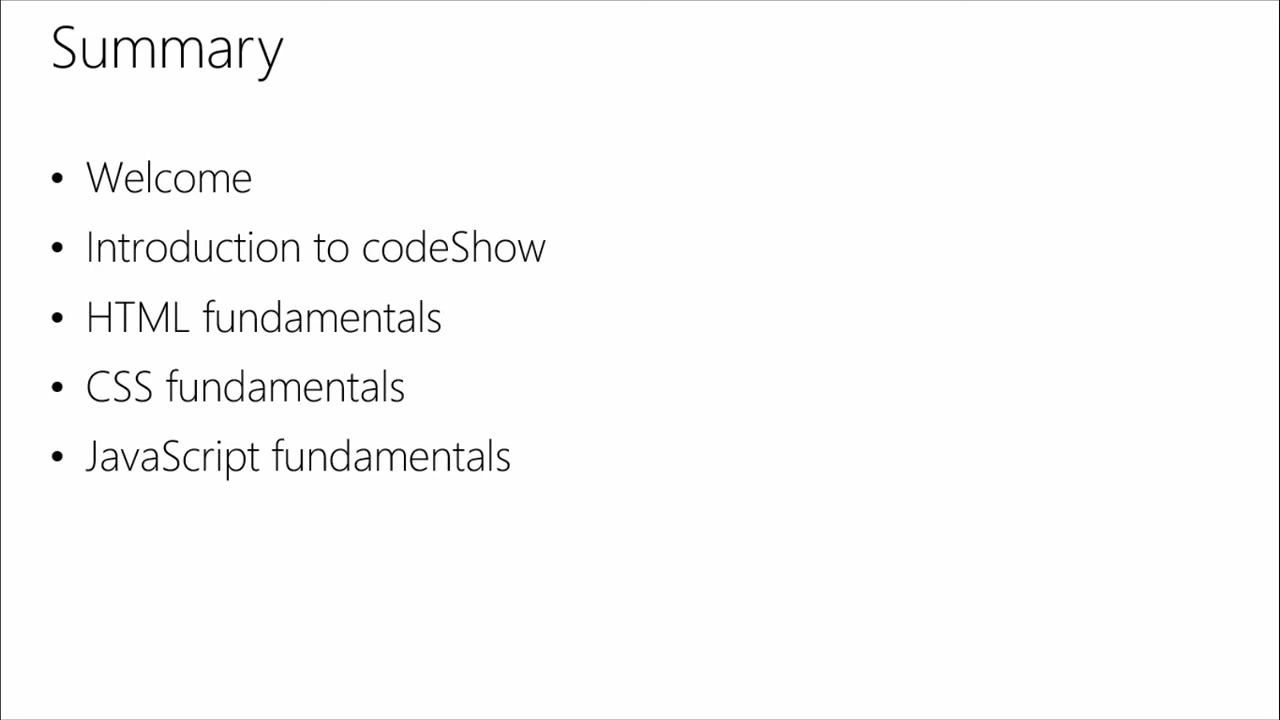 Summary
• Welcome
• Introduction to codeShow
• HTML fundamentals
• CSS fundamentals
• JavaScript fundamentals